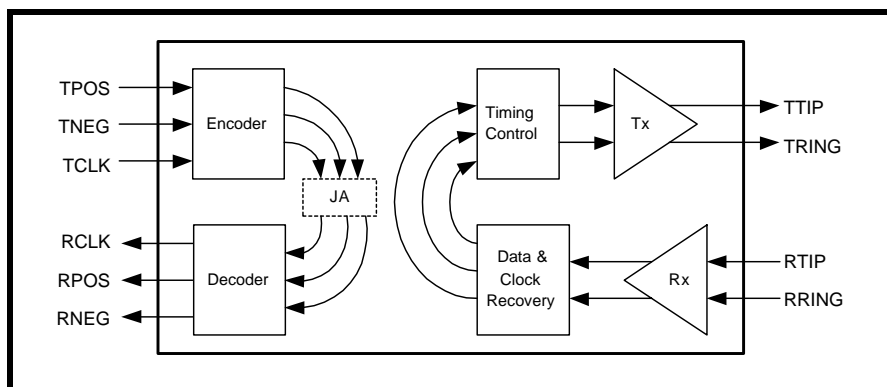 TPOS
TNEG
TCLK
Encoder
JA
Timing
Control
Tx
TTIP
TRING
RCLK
RPOS
RNEG
Decoder
Data &
Clock
Recovery
Rx
RTIP
RRING